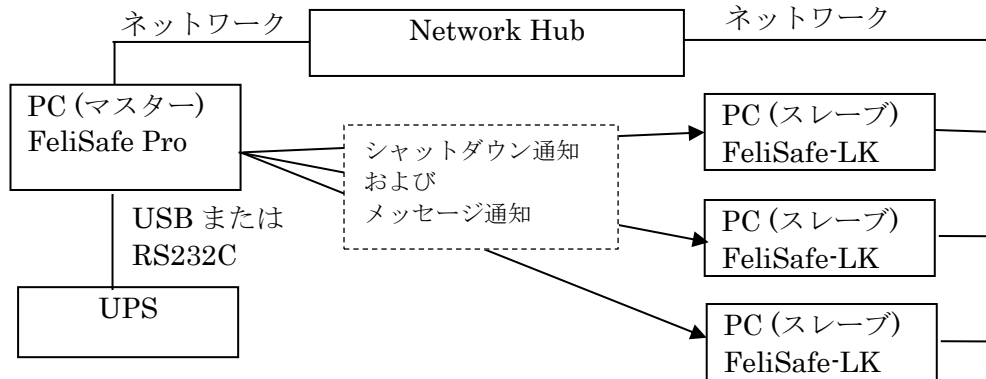 ネットワーク
Network Hub
ネットワーク
PC (マスター)
FeliSafe Pro
シャットダウン通知
および
メッセージ通知
PC (スレーブ)
FeliSafe-LK
USB または
RS232C
PC (スレーブ)
FeliSafe-LK
UPS
PC (スレーブ)
FeliSafe-LK